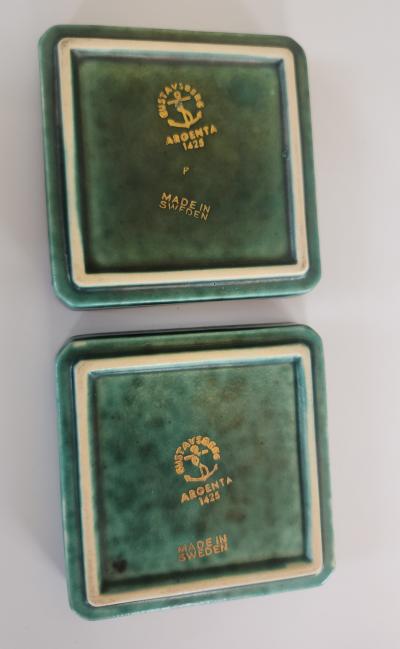 GUSTAVSBERG
ARGENTA
1425
P
MADE IN
SWEDEN
GUSTAVSBERG
ARGENTA
1425
MADE IN
SWEDEN